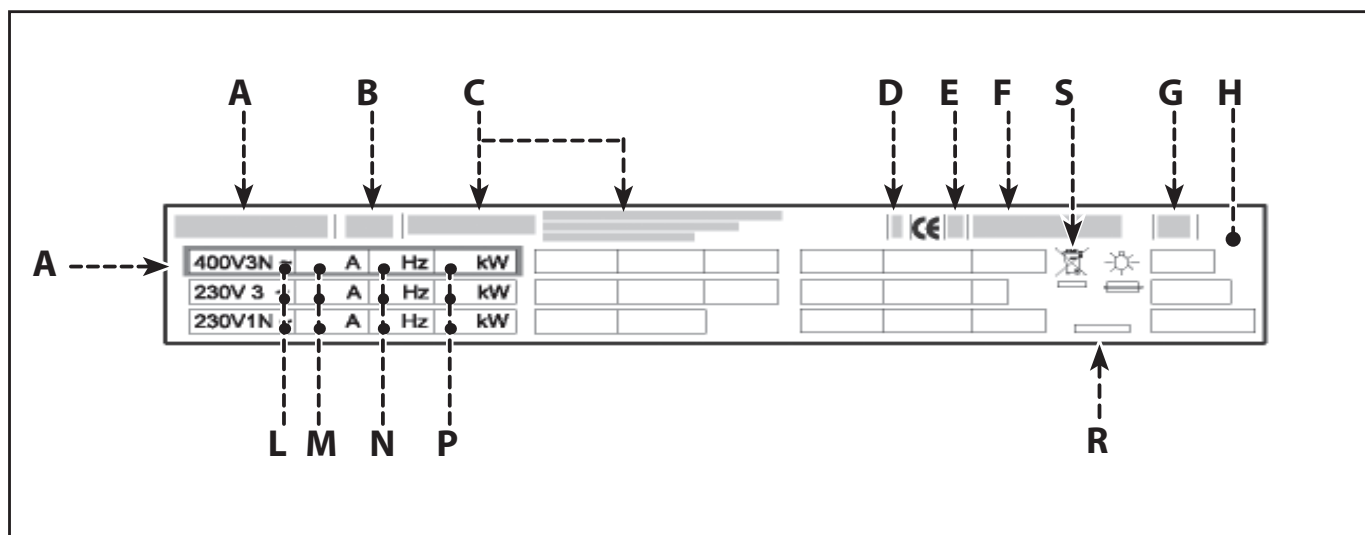 A B C D E F S G H
CE
A
400V3N ~ A Hz kW
230V 3 ~ A Hz kW
230V1N ~ A Hz kW
L M N P R